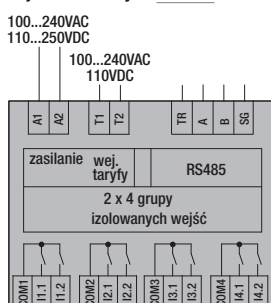 100...240VAC
110...250VDC
100...240VAC
110VDC
A1 A2 T1 T2 TR A B SG
zasilanie wej. taryfy RS485
2 x 4 grupy
izolowanych wejść
COM1 I1.1 I1.2 COM2 I2.1 I2.2 COM3 I3.1 I3.2 COM4 I4.1 I4.2